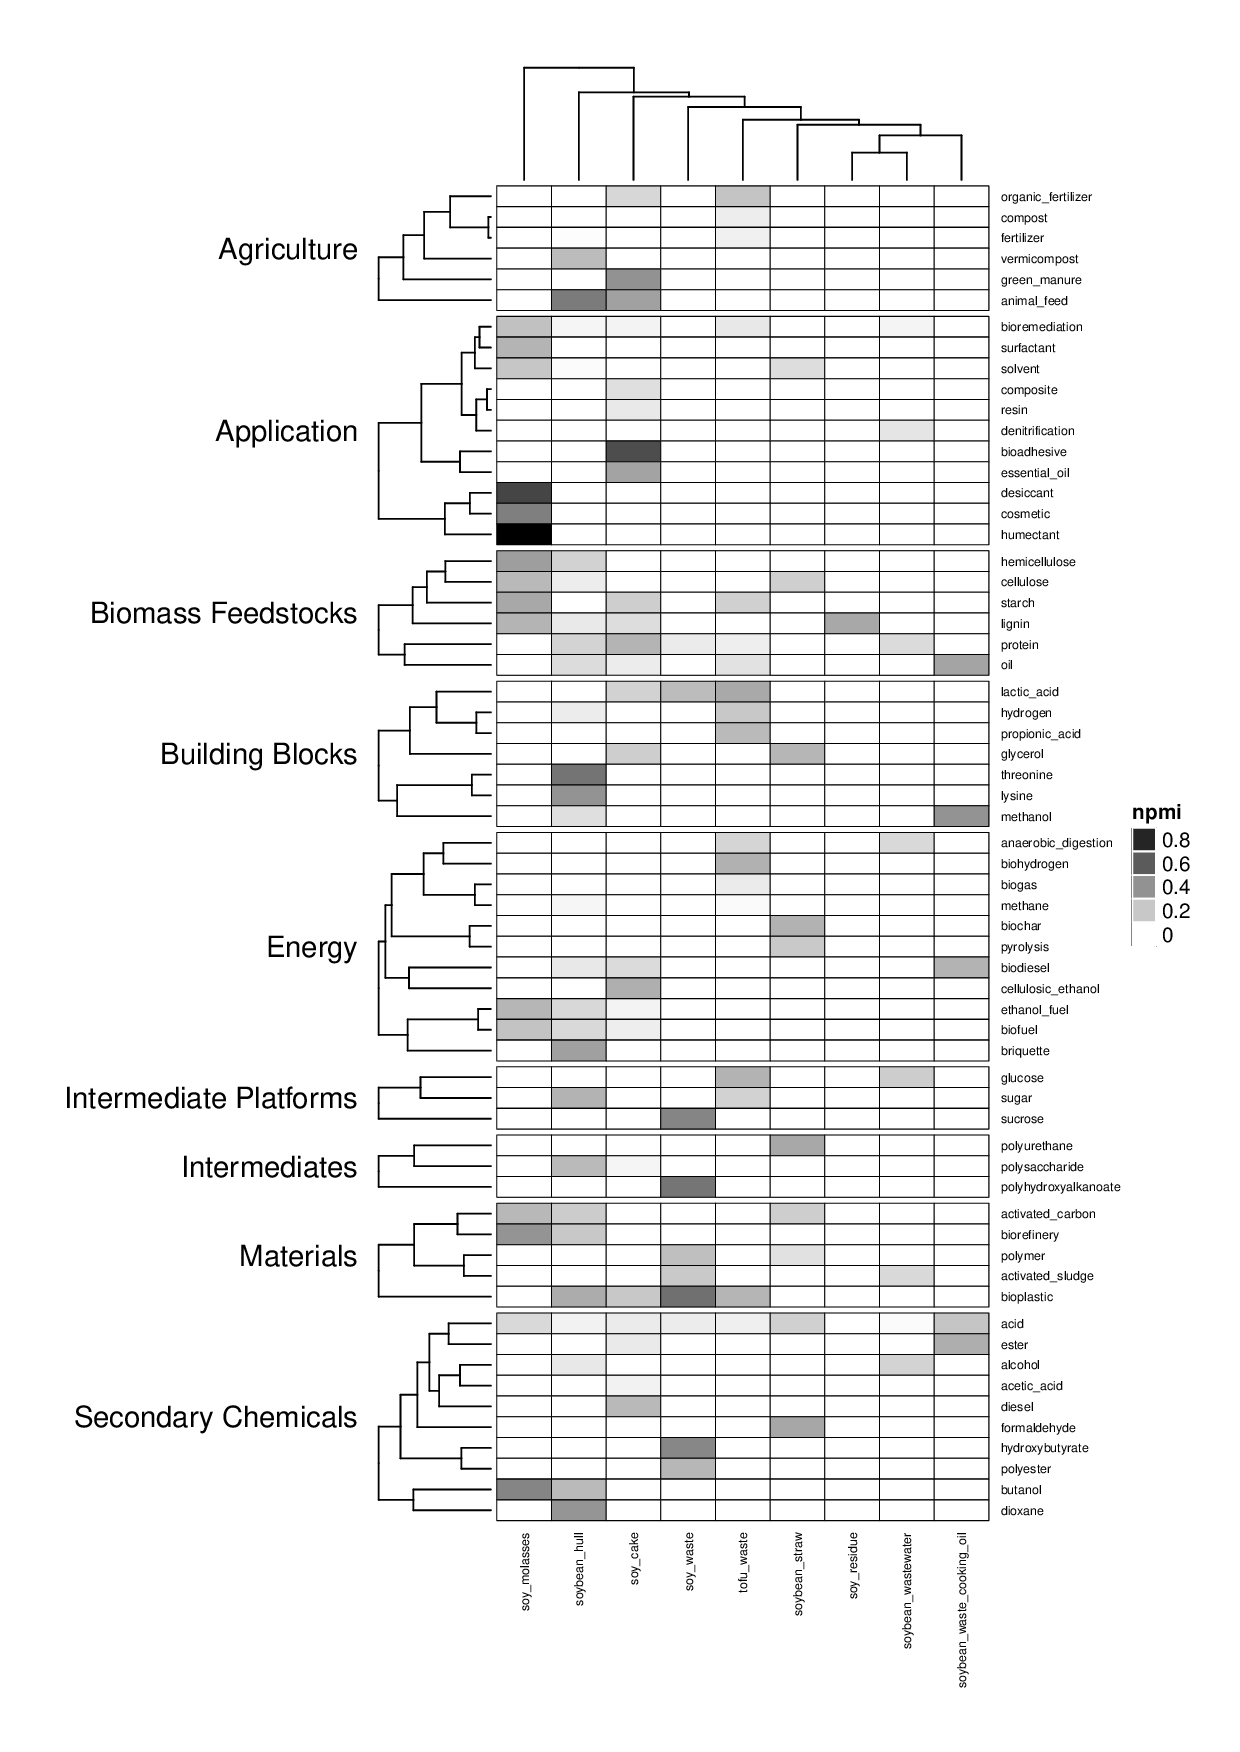 Agriculture
organic_fertilizer
compost
fertilizer
vermicompost
green_manure
animal_feed
Application
bioremediation
surfactant
solvent
composite
resin
denitrification
bioadhesive
essential_oil
desiccant
cosmetic
humectant
Biomass Feedstocks
hemicellulose
cellulose
starch
lignin
protein
oil
Building Blocks
lactic_acid
hydrogen
propionic_acid
glycerol
threonine
lysine
methanol
Energy
anaerobic_digestion
biohydrogen
biogas
methane
biochar
pyrolysis
biodiesel
cellulosic_ethanol
ethanol_fuel
biofuel
briquette
Intermediate Platforms
glucose
sugar
sucrose
Intermediates
polyurethane
polysaccharide
polyhydroxyalkanoate
Materials
activated_carbon
biorefinery
polymer
activated_sludge
bioplastic
Secondary Chemicals
acid
ester
alcohol
acetic_acid
diesel
formaldehyde
hydroxybutyrate
polyester
butanol
dioxane
soy_molasses
soybean_hull
soy_cake
soy_waste
tofu_waste
soybean_straw
soy_residue
soybean_wastewater
soybean_waste_cooking_oil
npmi
0.8
0.6
0.4
0.2
0